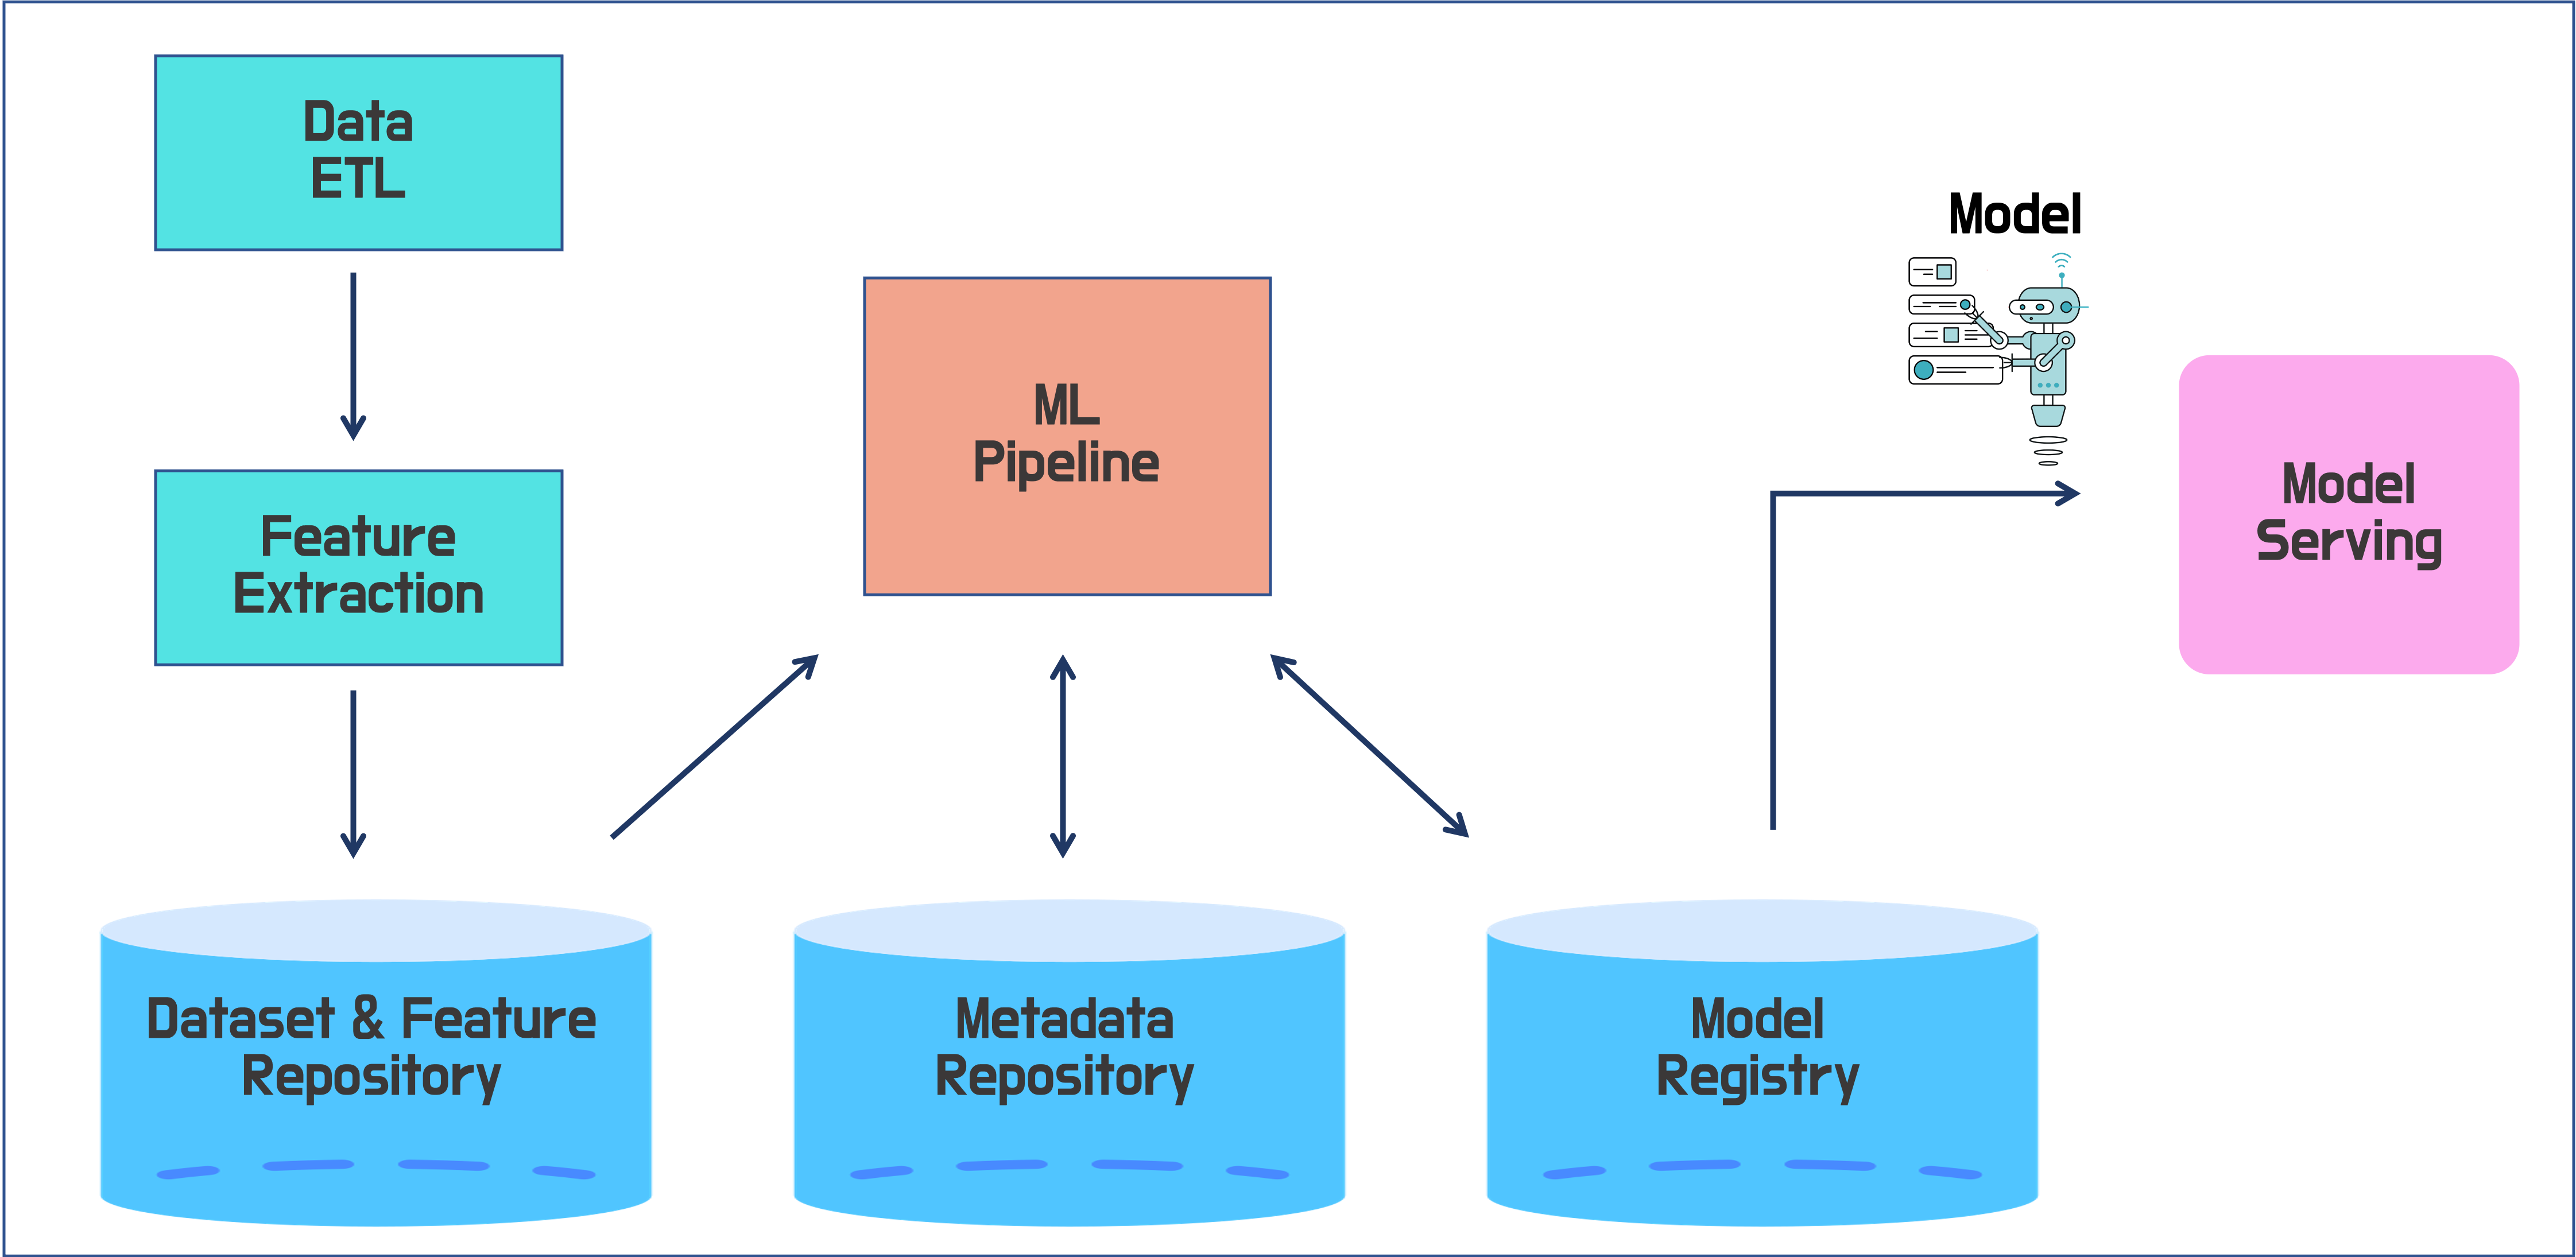 Data
ETL
Feature
Extraction
ML
Pipeline
Model
Model
Serving
Dataset & Feature
Repository
Metadata
Repository
Model
Registry